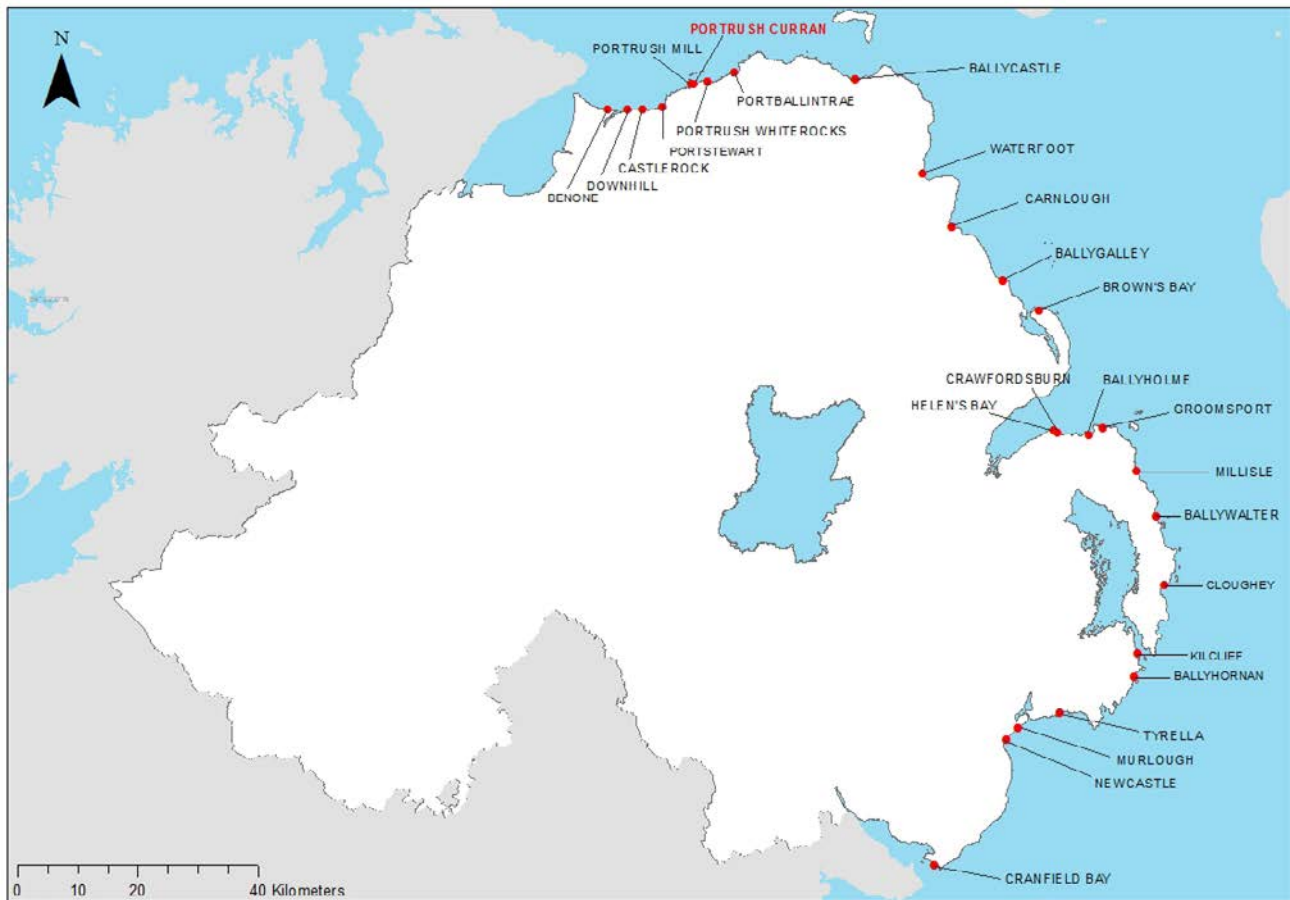 N
PORTRUSH CURRAN
PORTRUSH MILL
BALLYCASTLE
PORTBALLINTRAE
PORTRUSH WHITEROCKS
PORTSTEWART
CASTLEROCK
DOWNHILL
BENONE
WATERFOOT
CARNLOUGH
BALLYGALLEY
BROWN'S BAY
CRAWFORDSBURN
BALLYHOLME
HELEN'S BAY
GROOMSPORT
MILLISLE
BALLYWALTER
CLOUGHEY
KILCLIEF
BALLYHORNAN
TYRELLA
MURLOUGH
NEWCASTLE
CRANFIELD BAY
0 10 20 40 Kilometers